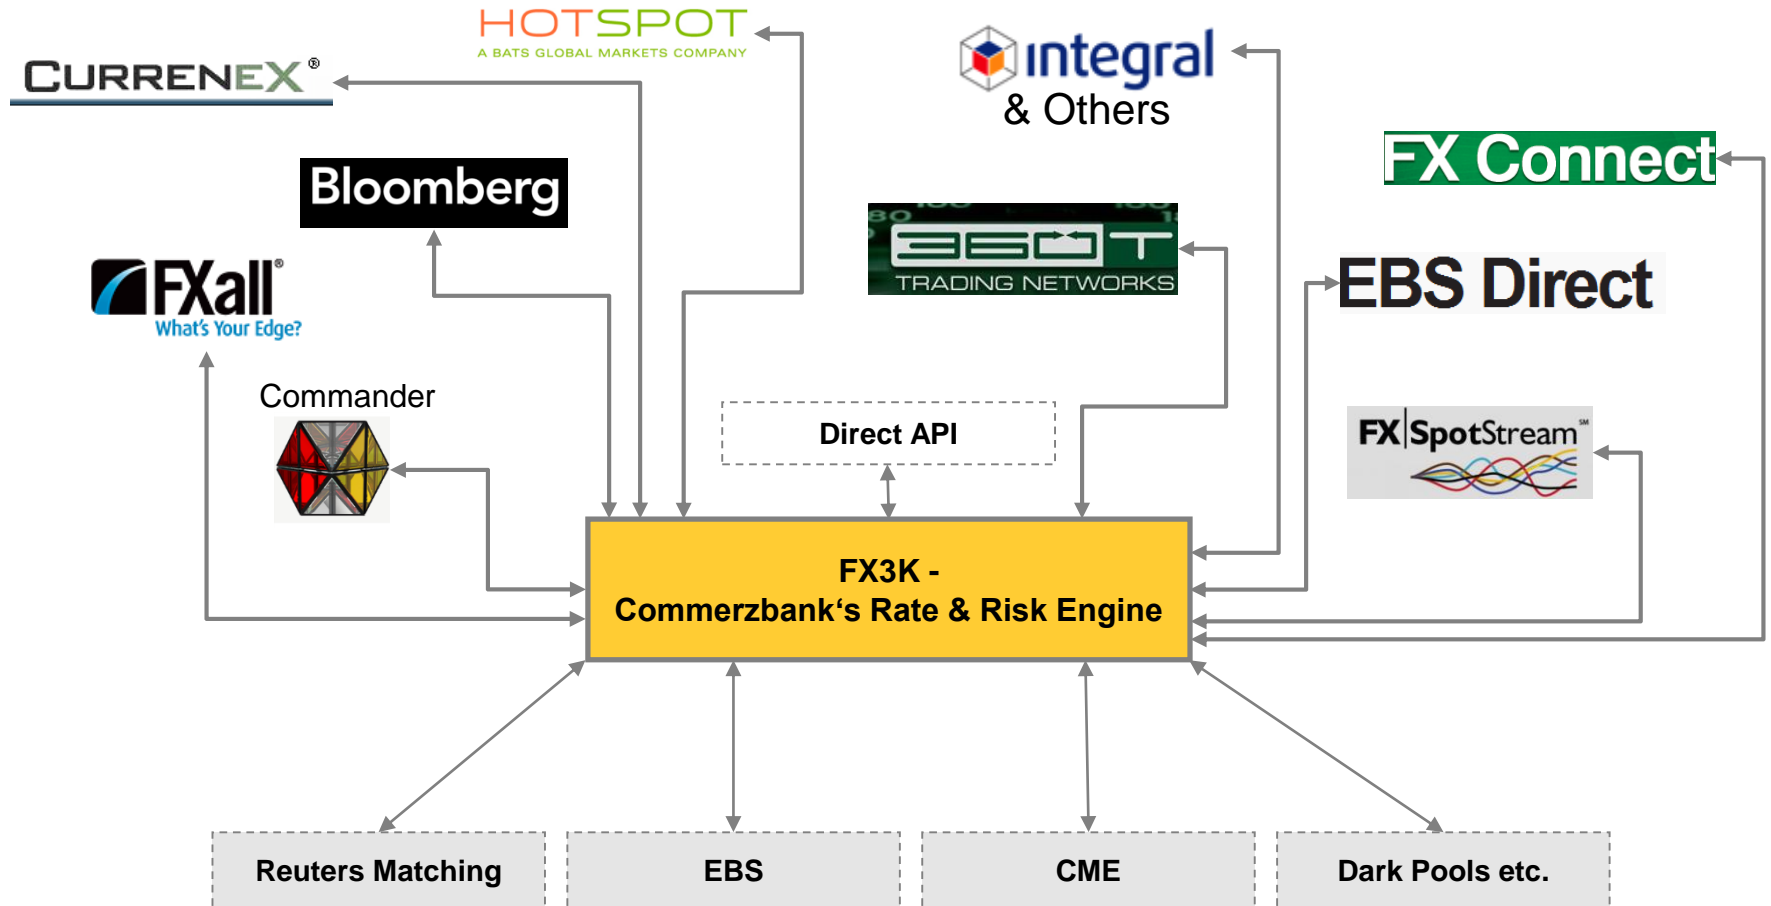 HOTSPOT
A BATS GLOBAL MARKETS COMPANY
CURRENEX®
integral
& Others
FX Connect
Bloomberg
180
360T
TRADING NETWORKS
EBS Direct
FXall®
What's Your Edge?
Commander
Direct API
FX SpotStream℠
FX3K -
Commerzbank‘s Rate & Risk Engine
Reuters Matching
EBS
CME
Dark Pools etc.